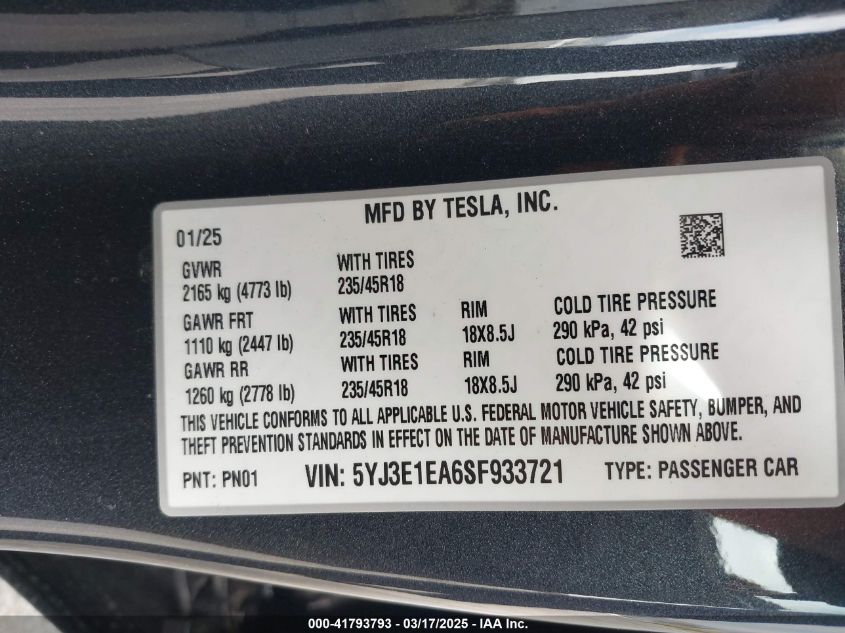 MFD BY TESLA, INC.
01/25
GVWR WITH TIRES
2165 kg (4773 lb) 235/45R18
GAWR FRT WITH TIRES RIM COLD TIRE PRESSURE
1110 kg (2447 lb) 235/45R18 18X8.5J 290 kPa, 42 psi
GAWR RR WITH TIRES RIM COLD TIRE PRESSURE
1260 kg (2778 lb) 235/45R18 18X8.5J 290 kPa, 42 psi
THIS VEHICLE CONFORMS TO ALL APPLICABLE U.S. FEDERAL MOTOR VEHICLE SAFETY, BUMPER, AND
THEFT PREVENTION STANDARDS IN EFFECT ON THE DATE OF MANUFACTURE SHOWN ABOVE.
PNT: PN01 VIN: 5YJ3E1EA6SF933721 TYPE: PASSENGER CAR
000-41793793 - 03/17/2025 - IAA Inc.